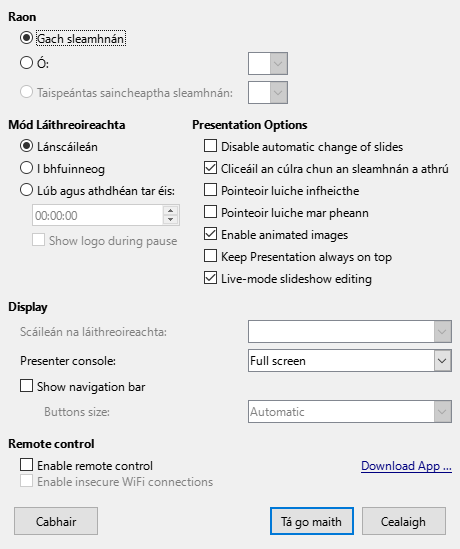 Raon
Gach sleamhnán
Ó:
Taispeántas saincheaptha sleamhnán:
Mód Láithreoireachta
Lánscáileán
I bhfuinneog
Lúb agus athdhéan tar éis:
00:00:00
Show logo during pause
Presentation Options
Disable automatic change of slides
Cliceáil an cúlra chun an sleamhnán a athrú
Pointeoir luiche infheicthe
Pointeoir luiche mar pheann
Enable animated images
Keep Presentation always on top
Live-mode slideshow editing
Display
Scáileán na láithreoireachta:
Presenter console: Full screen
Show navigation bar
Buttons size: Automatic
Remote control
Enable remote control Download App ...
Enable insecure WiFi connections
Cabhair Tá go maith Cealaigh